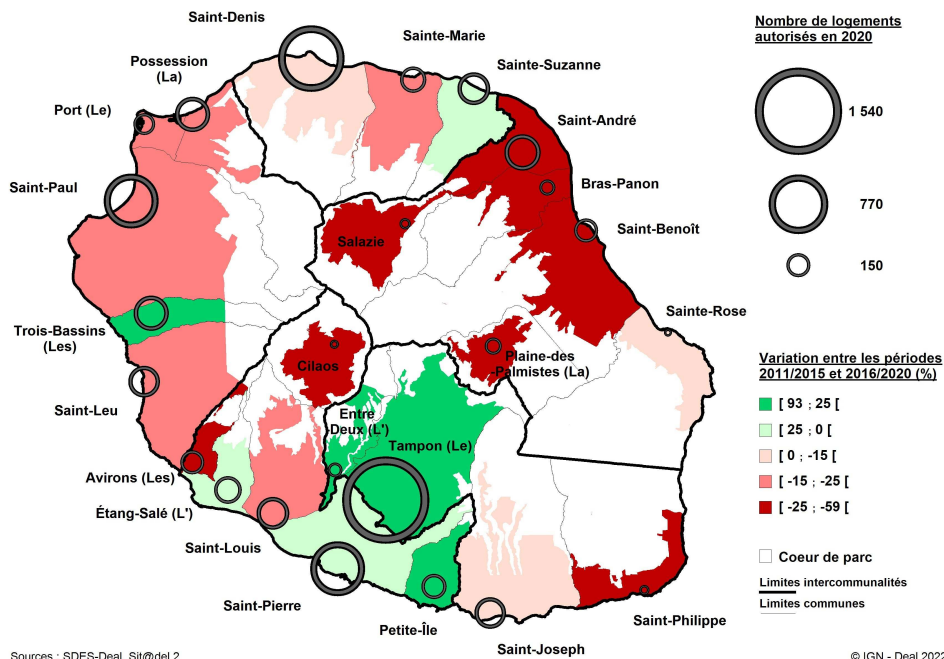 Saint-Denis
Sainte-Marie
Possession
(La)
Sainte-Suzanne
Port (Le)
Saint-André
Saint-Paul
Bras-Panon
Saint-Benoît
Salazie
Sainte-Rose
Trois-Bassins
(Les)
Cilaos
Plaine-des
-Palmistes (La)
Saint-Leu
Entre
Deux (L')
Tampon (Le)
Avirons (Les)
Étang-Salé (L')
Saint-Louis
Saint-Pierre
Petite-Île
Saint-Joseph
Saint-Philippe
Nombre de logements
autorisés en 2020
1 540
770
150
Variation entre les périodes
2011/2015 et 2016/2020 (%)
[ 93 ; 25 [
[ 25 ; 0 [
[ 0 ; -15 [
[ -15 ; -25 [
[ -25 ; -59 [
Coeur de parc
Limites intercommunalités
Limites communes
Sources : SDES-Deal, Sit@del 2
© IGN - Deal 2022